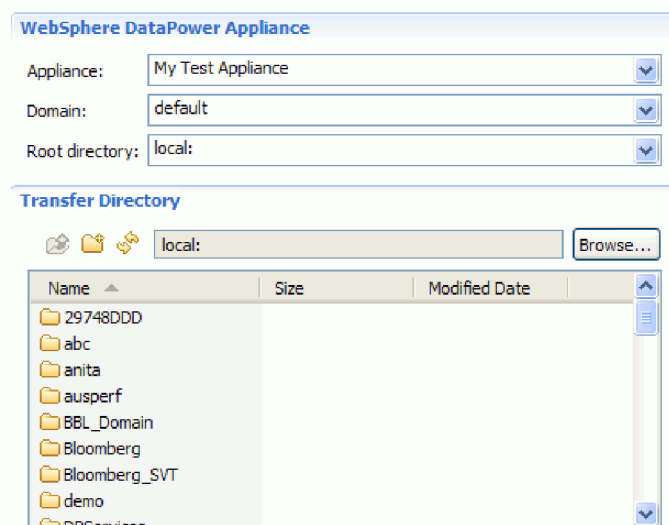 WebSphere DataPower Appliance
Appliance: My Test Appliance
Domain: default
Root directory: local:
Transfer Directory
local: Browse...
Name Size Modified Date
29748DDD
abc
anita
ausperf
BBL_Domain
Bloomberg
Bloomberg_SVT
demo
DPServices